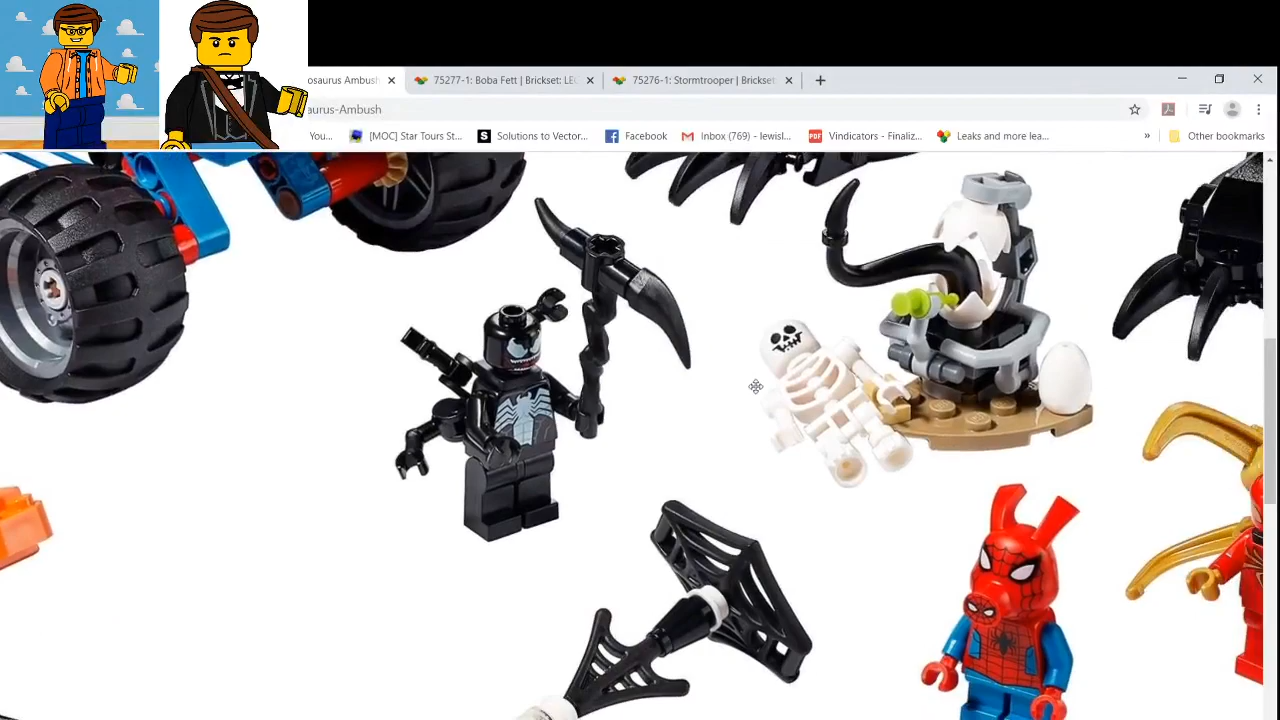 osaurus Ambush
75277-1: Boba Fett | Brickset: LE
75276-1: Stormtrooper | Brickset:
aurus-Ambush
You...
[MOC] Star Tours St...
Solutions to Vector...
Facebook
Inbox (769) - lewisl...
PDF
Vindicators - Finaliz...
Leaks and more lea...
»
Other bookmarks